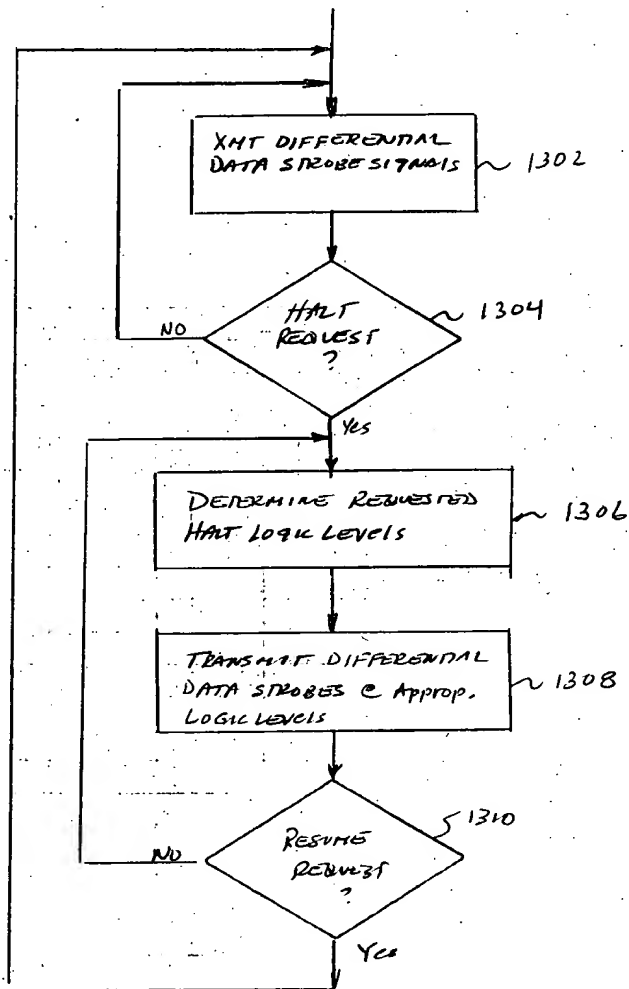 XMT DIFFERENTIAL
DATA STROBE SIGNALS
1302
HALT
REQUEST
?
1304
NO
Yes
DETERMINE REQUESTED
HALT LOGIC LEVELS
1306
TRANSMIT DIFFERENTIAL
DATA STROBES @ Approp.
LOGIC LEVELS
1308
RESUME
REQUEST
?
1310
NO
Yes